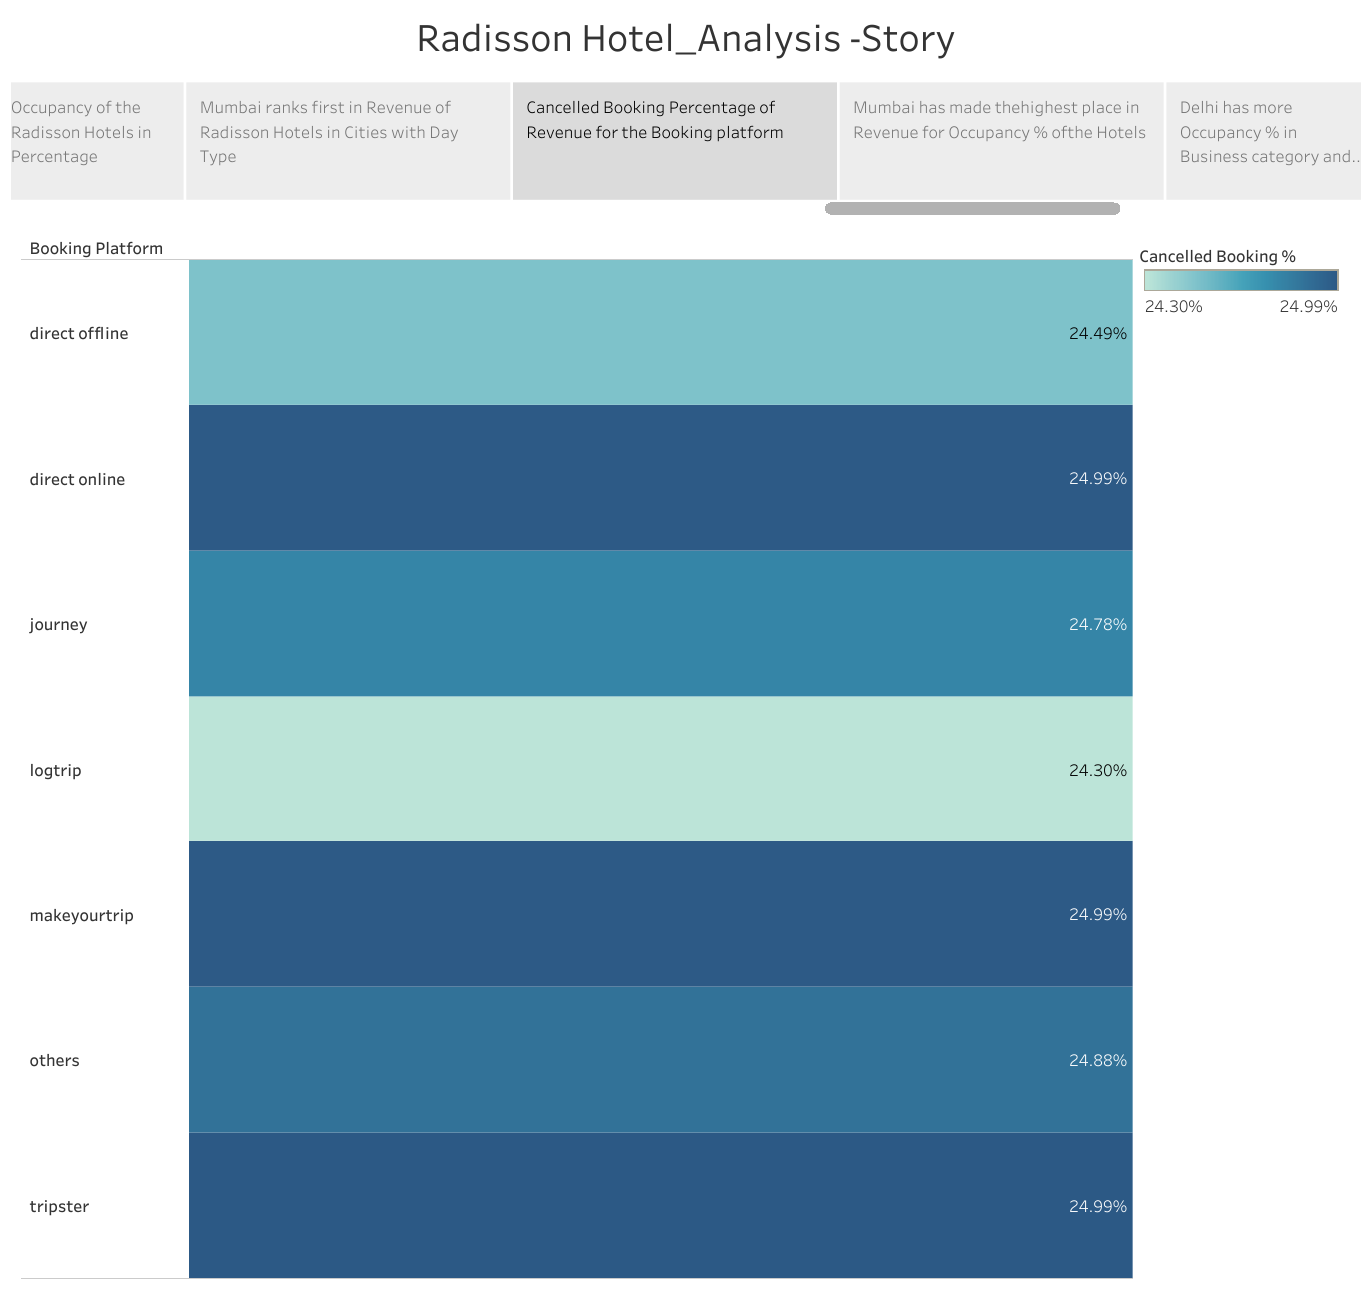 Radisson Hotel_Analysis -Story
Occupancy of the
Radisson Hotels in
Percentage
Mumbai ranks first in Revenue of
Radisson Hotels in Cities with Day
Type
Cancelled Booking Percentage of
Revenue for the Booking platform
Mumbai has made thehighest place in
Revenue for Occupancy % ofthe Hotels
Delhi has more
Occupancy % in
Business category and..
Booking Platform
direct offline
24.49%
direct online
24.99%
journey
24.78%
logtrip
24.30%
makeyourtrip
24.99%
others
24.88%
tripster
24.99%
Cancelled Booking %
24.30% 24.99%